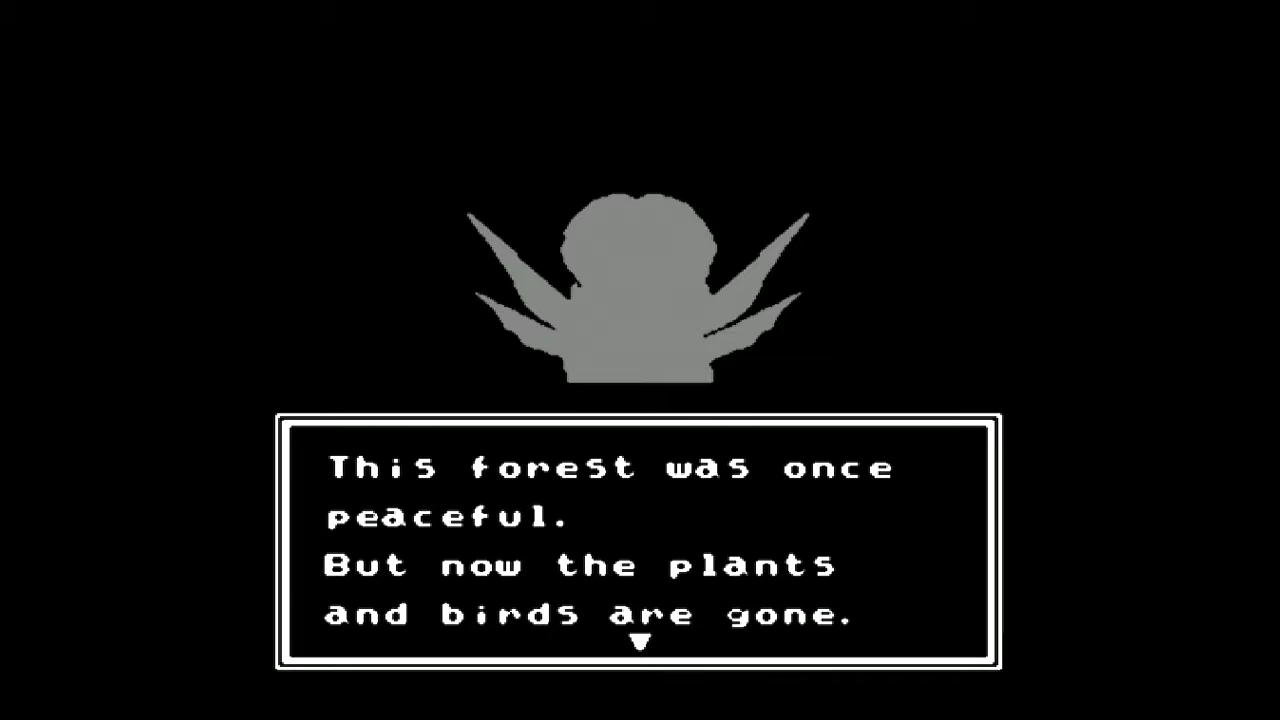 This forest was once
peaceful.
But now the plants
and birds are gone.